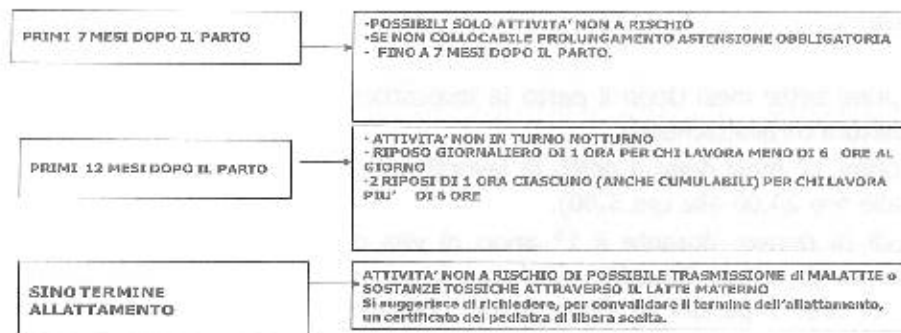 PRIMI 7 MESI DOPO IL PARTO
-POSSIBILI SOLO ATTIVITA' NON A RISCHIO
-SE NON COLLOCABILE PROLUNGAMENTO ASTENSIONE OBBLIGATORIA
- FINO A 7 MESI DOPO IL PARTO.
PRIMI 12 MESI DOPO IL PARTO
- ATTIVITA' NON IN TURNO NOTTURNO
- RIPOSO GIORNALIERO DI 1 ORA PER CHI LAVORA MENO DI 6 ORE AL
GIORNO
-2 RIPOSI DI 1 ORA CIASCUNO (ANCHE CUMULABILI) PER CHI LAVORA
PIU' DI 6 ORE
SINO TERMINE
ALLATTAMENTO
ATTIVITA' NON A RISCHIO DI POSSIBILE TRASMISSIONE di MALATTIE o
SOSTANZE TOSSICHE ATTRAVERSO IL LATTE MATERNO
Si suggerisce di richiedere, per convalidare il termine dell'allattamento,
un certificato del pediatra di libera scelta.